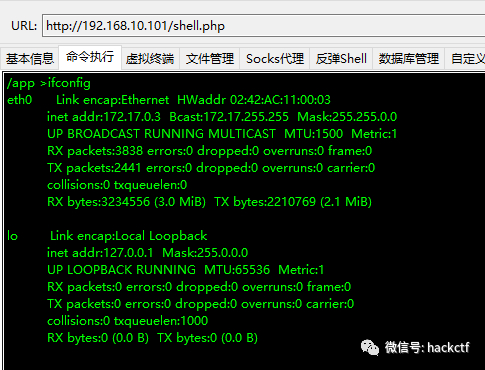 URL: http://192.168.10.101/shell.php
基本信息 命令执行 虚拟终端 文件管理 Socks代理 反弹Shell 数据库管理 自定义
/app >ifconfig
eth0 Link encap:Ethernet HWaddr 02:42:AC:11:00:03
inet addr:172.17.0.3 Bcast:172.17.255.255 Mask:255.255.0.0
UP BROADCAST RUNNING MULTICAST MTU:1500 Metric:1
RX packets:3838 errors:0 dropped:0 overruns:0 frame:0
TX packets:2441 errors:0 dropped:0 overruns:0 carrier:0
collisions:0 txqueuelen:0
RX bytes:3234556 (3.0 MiB) TX bytes:2210769 (2.1 MiB)
lo Link encap:Local Loopback
inet addr:127.0.0.1 Mask:255.0.0.0
UP LOOPBACK RUNNING MTU:65536 Metric:1
RX packets:0 errors:0 dropped:0 overruns:0 frame:0
TX packets:0 errors:0 dropped:0 overruns:0 carrier:0
collisions:0 txqueuelen:1000
RX bytes:0 (0.0 B) TX bytes:0 (0.0 B)
微信号: hackctf